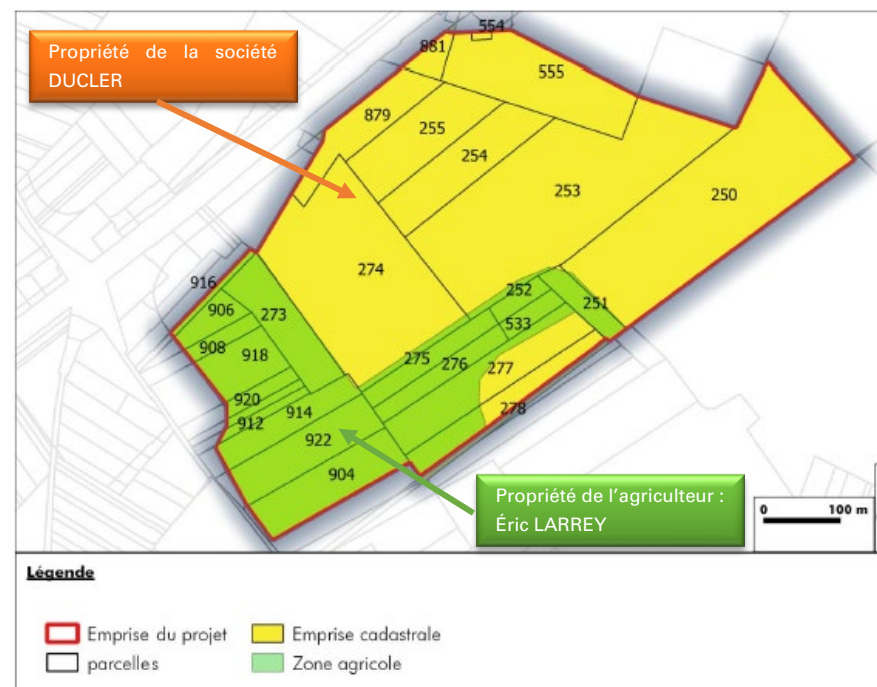 Propriété de la société
DUCLER
554
881
555
879
255
254
253
250
274
916
906
273
252
251
908
918
533
275
276
277
920
278
914
912
922
904
Propriété de l'agriculteur :
Éric LARREY
0 100 m
Légende
Emprise du projet
Emprise cadastrale
parcelles
Zone agricole